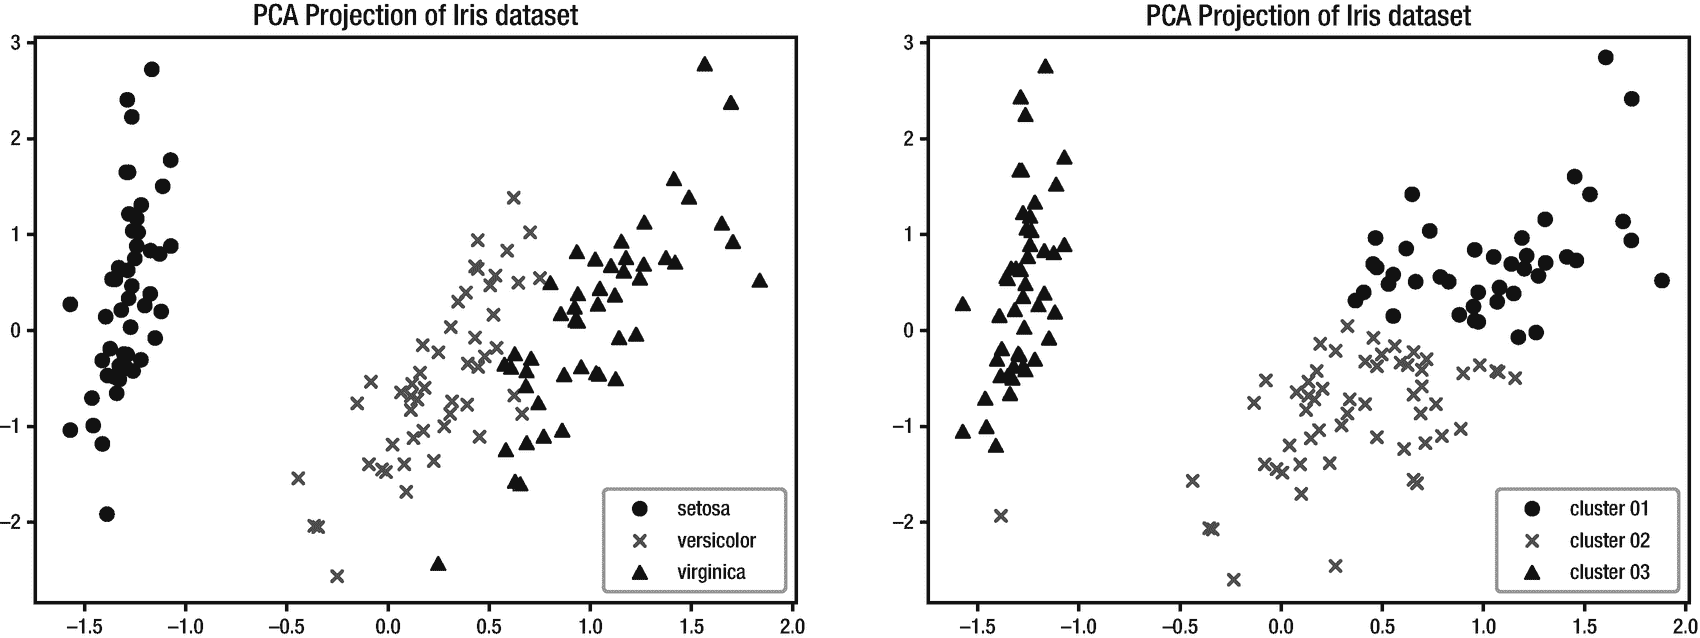 PCA Projection of Iris dataset
3
2
1
0
−1
−2
−1.5 −1.0 −0.5 0.0 0.5 1.0 1.5 2.0
setosa
versicolor
virginica
PCA Projection of Iris dataset
3
2
1
0
−1
−2
−1.5 −1.0 −0.5 0.0 0.5 1.0 1.5 2.0
cluster 01
cluster 02
cluster 03